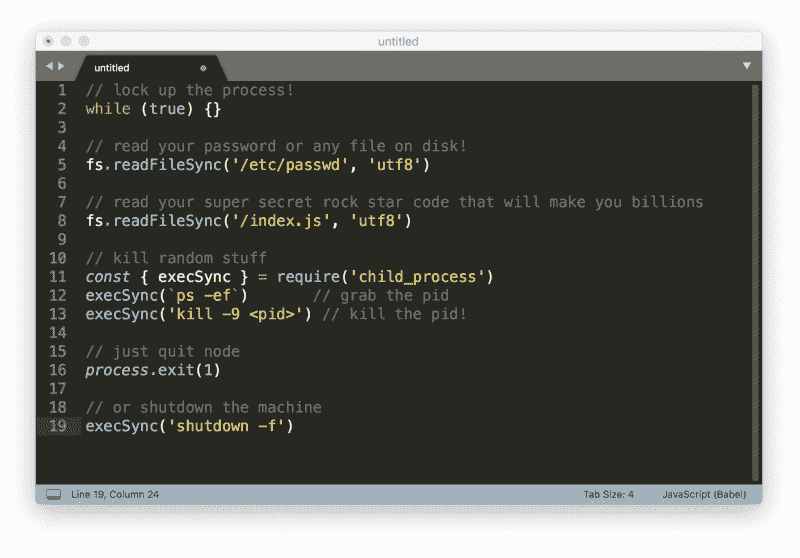 untitled
untitled
1 // lock up the process!
2 while (true) {}
3
4 // read your password or any file on disk!
5 fs.readFileSync('/etc/passwd', 'utf8')
6
7 // read your super secret rock star code that will make you billions
8 fs.readFileSync('/index.js', 'utf8')
9
10 // kill random stuff
11 const { execSync } = require('child_process')
12 execSync(`ps -ef`)       // grab the pid
13 execSync('kill -9 <pid>') // kill the pid!
14
15 // just quit node
16 process.exit(1)
17
18 // or shutdown the machine
19 execSync('shutdown -f')
Line 19, Column 24 Tab Size: 4 JavaScript (Babel)